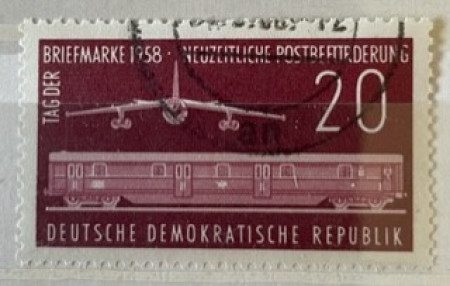 TAG DER
BRIEFMARKE 1958 · NEUZEITLICHE POSTBEFÖRDERUNG
20
DEUTSCHE DEMOKRATISCHE REPUBLIK